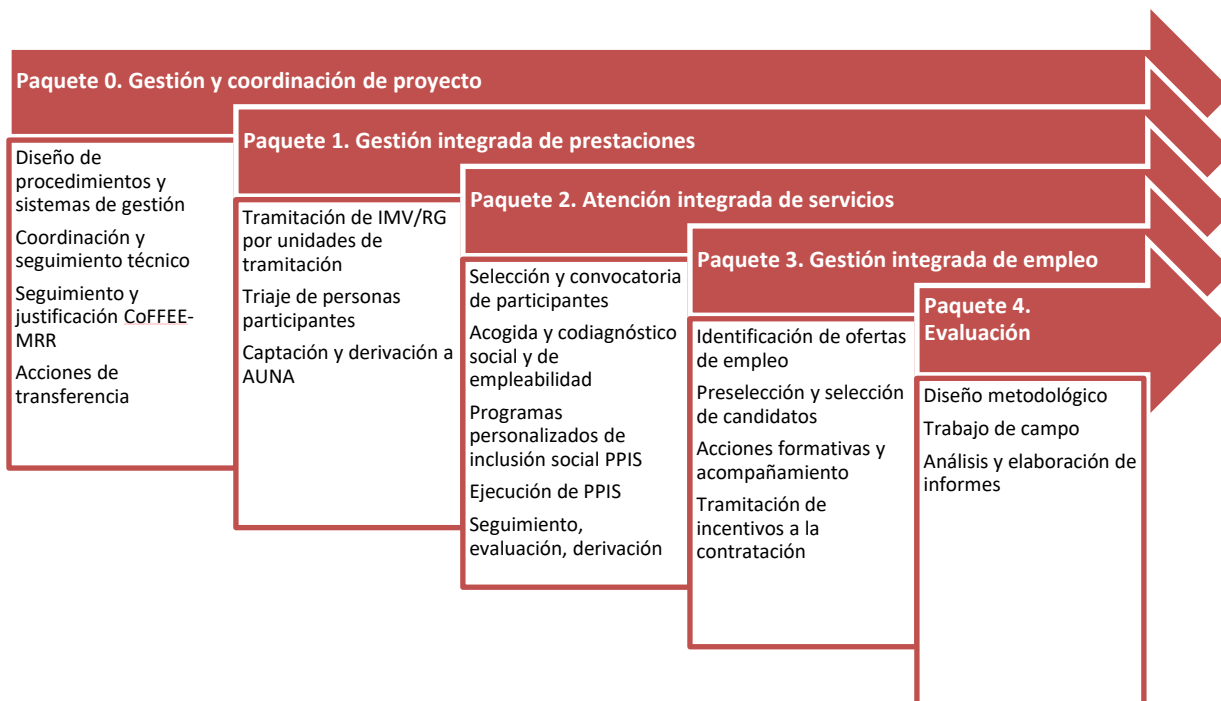 Paquete 0. Gestión y coordinación de proyecto
Diseño de
procedimientos y
sistemas de gestión
Coordinación y
seguimiento técnico
Seguimiento y
justificación CoFFEE-
MRR
Acciones de
transferencia
Paquete 1. Gestión integrada de prestaciones
Tramitación de IMV/RG
por unidades de
tramitación
Triaje de personas
participantes
Captación y derivación a
AUNA
Paquete 2. Atención integrada de servicios
Selección y convocatoria
de participantes
Acogida y codiagnóstico
social y de
empleabilidad
Programas
personalizados de
inclusión social PPIS
Ejecución de PPIS
Seguimiento,
evaluación, derivación
Paquete 3. Gestión integrada de empleo
Identificación de ofertas
de empleo
Preselección y selección
de candidatos
Acciones formativas y
acompañamiento
Tramitación de
incentivos a la
contratación
Paquete 4.
Evaluación
Diseño metodológico
Trabajo de campo
Análisis y elaboración de
informes